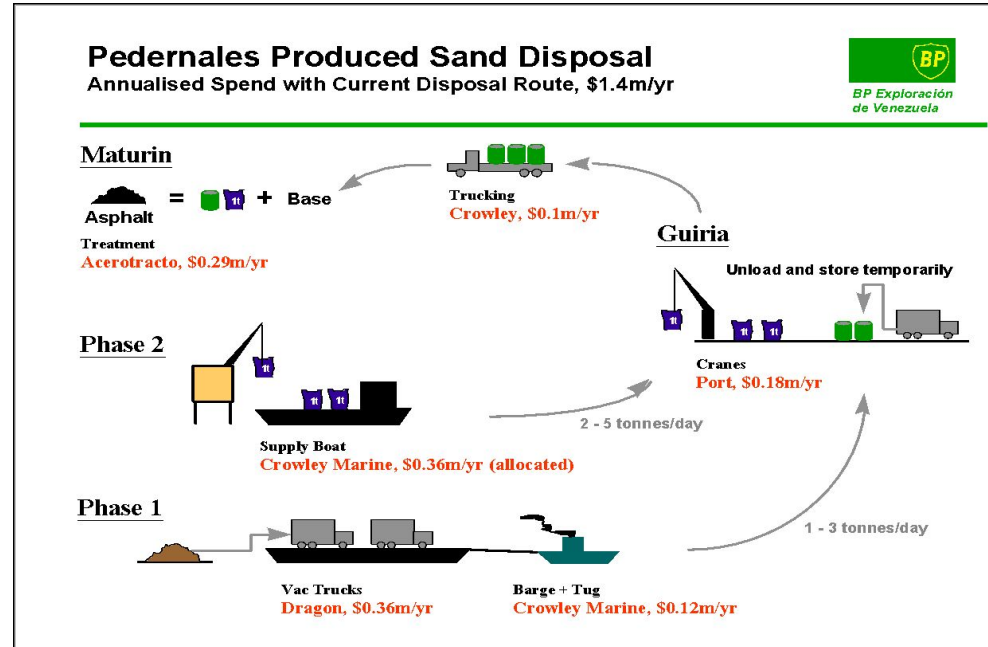 Pedernales Produced Sand Disposal
Annualised Spend with Current Disposal Route, $1.4m/yr
BP
BP Exploración
de Venezuela
Maturin
Asphalt = 1t + Base
Treatment
Acerotracto, $0.29m/yr
Trucking
Crowley, $0.1m/yr
Guiria
Unload and store temporarily
1t
1t 1t
Cranes
Port, $0.18m/yr
Phase 2
1t
1t 1t
Supply Boat
Crowley Marine, $0.36m/yr (allocated)
2 - 5 tonnes/day
Phase 1
1 - 3 tonnes/day
Vac Trucks
Dragon, $0.36m/yr
Barge + Tug
Crowley Marine, $0.12m/yr